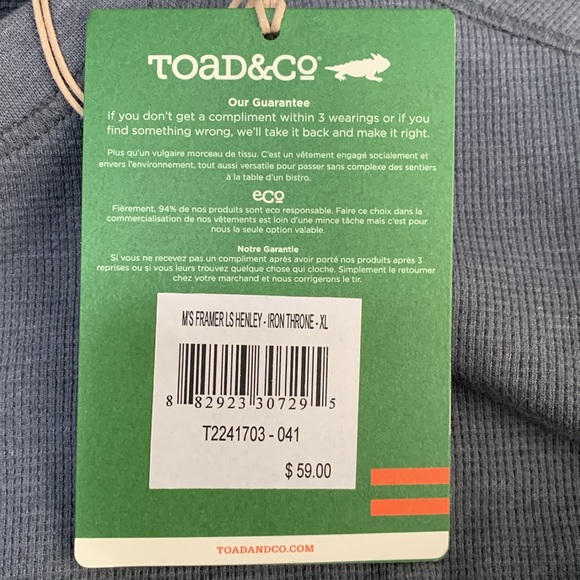 TOAD&CO®
Our Guarantee
If you don't get a compliment within 3 wearings or if you
find something wrong, we'll take it back and make it right.
Plus qu'un vulgaire morceau de tissu. C'est un vêtement engagé socialement et
envers l'environnement, tout aussi versatile pour passer sans complexe des sentiers
à la table d'un bistro.
eco
Fièrement, 94% de nos produits sont eco responsable. Faire ce choix dans la
commercialisation de nos vêtements est loin d'une mince tâche mais c'est pour
nous la seule option valable.
Notre Garantie
Si vous ne recevez pas un compliment après avoir porté nos produits après 3
reprises ou si vous leurs trouvez quelque chose qui cloche. Simplement le retourner
chez votre marchand et nous corrigerons le tir.
M'S FRAMER LS HENLEY - IRON THRONE - XL
8 82923 30729 5
T2241703 - 041
$ 59.00
TOADANDCO.COM